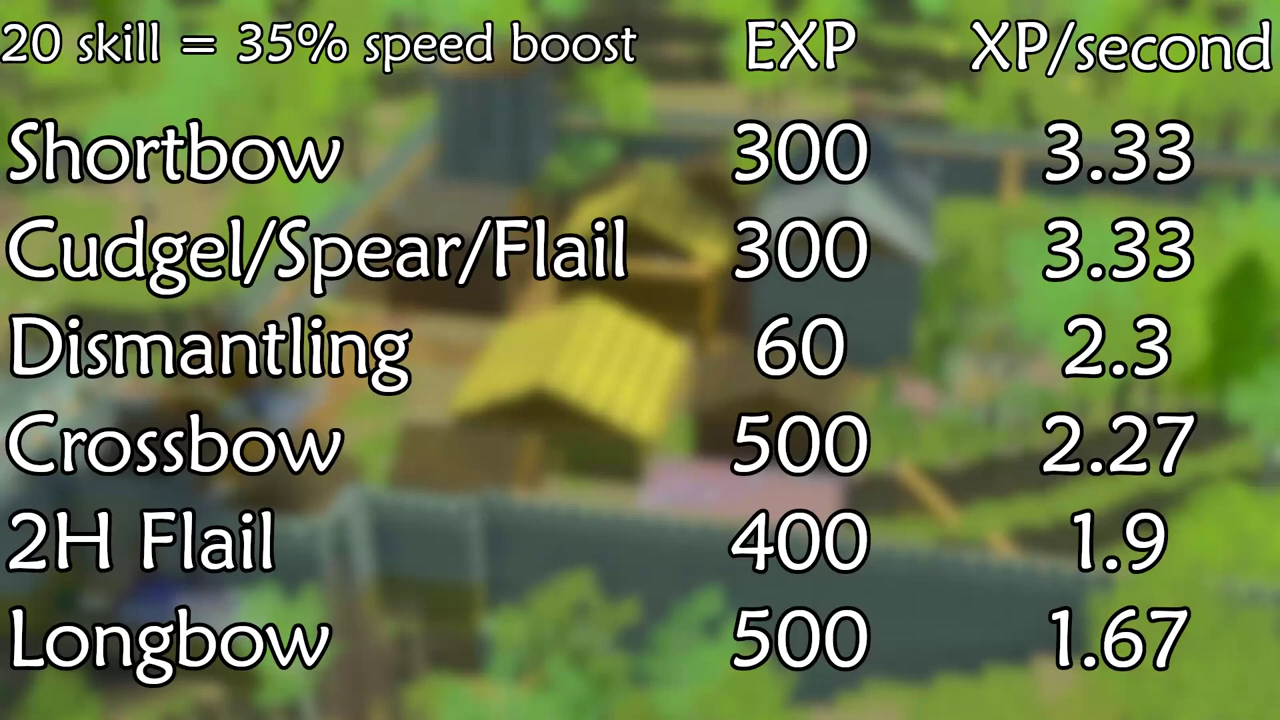 20 skill = 35% speed boost EXP XP/second
Shortbow 300 3.33
Cudgel/Spear/Flail 300 3.33
Dismantling 60 2.3
Crossbow 500 2.27
2H Flail 400 1.9
Longbow 500 1.67